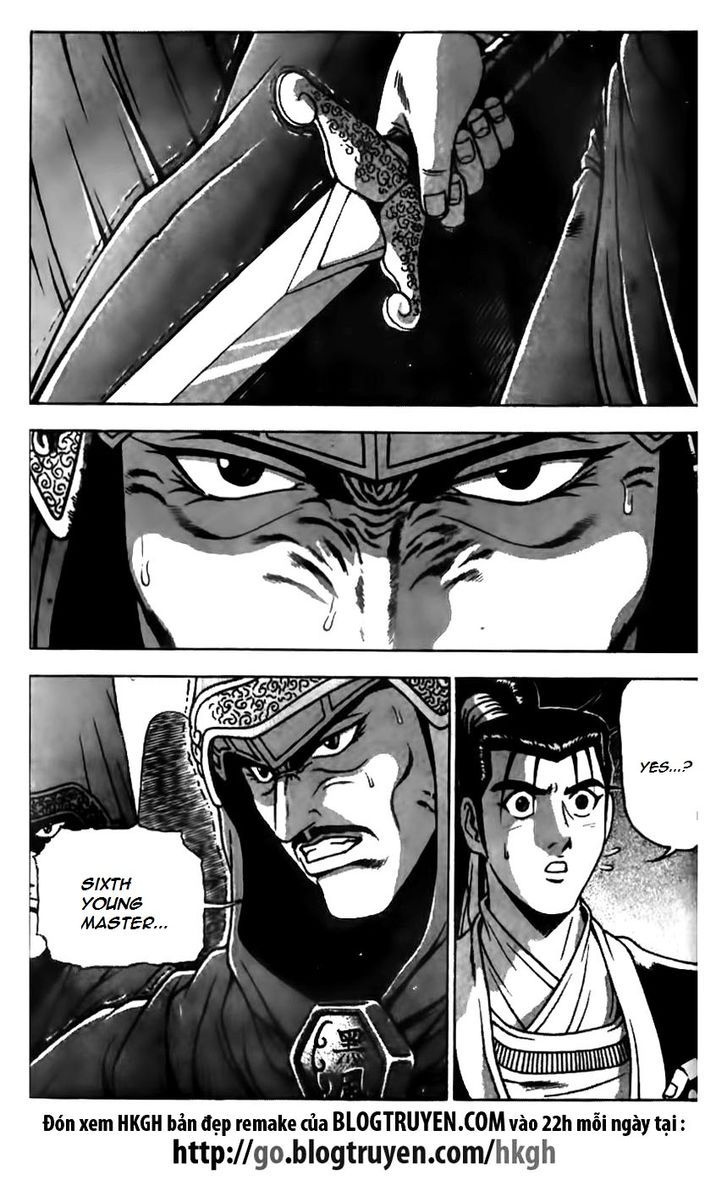 SIXTH
YOUNG
MASTER...
YES...?
黑
Đón xem HKGH bản đẹp remake của BLOGTRUYEN.COM vào 22h mỗi ngày tại :
http://go.blogtruyen.com/hkgh